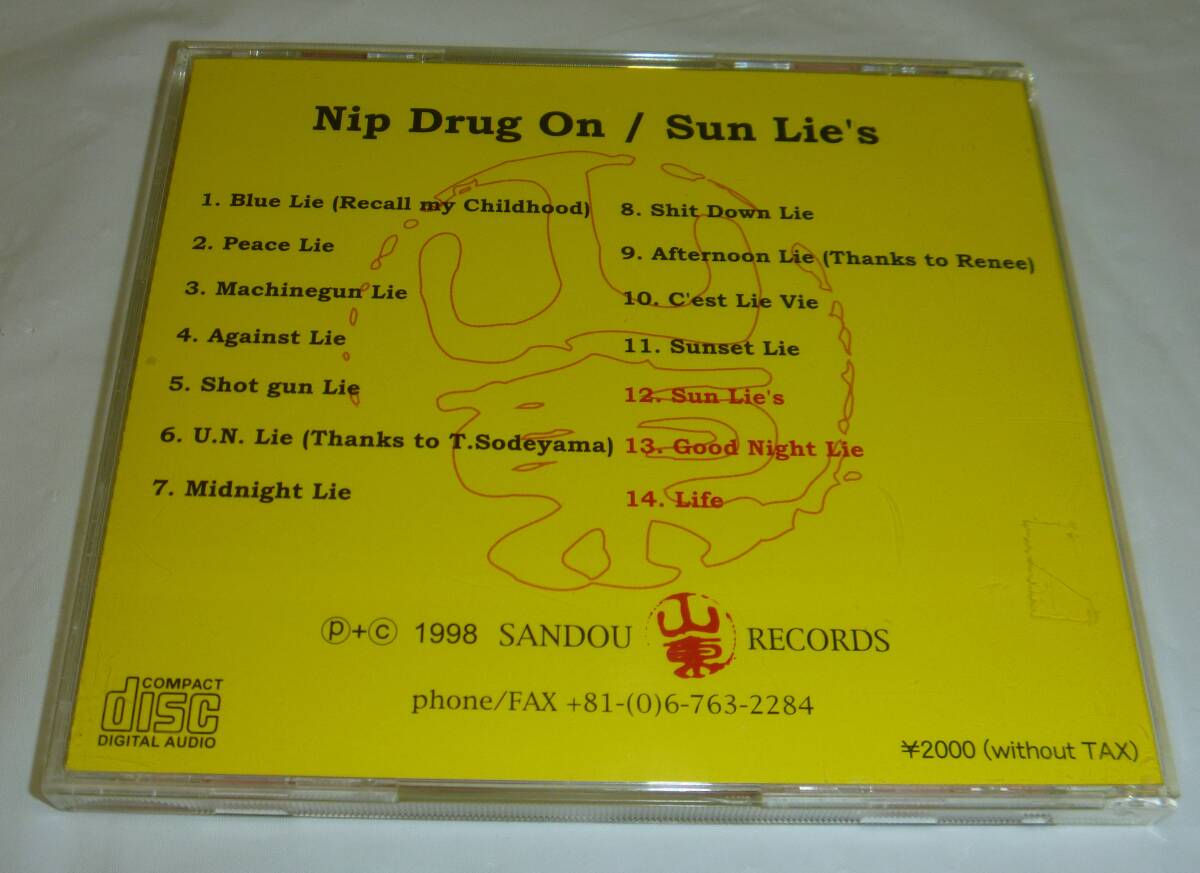 Nip Drug On / Sun Lie's
1. Blue Lie (Recall my Childhood)
2. Peace Lie
3. Machinegun Lie
4. Against Lie
5. Shot gun Lie
6. U.N. Lie (Thanks to T.Sodeyama)
7. Midnight Lie
8. Shit Down Lie
9. Afternoon Lie (Thanks to Renee)
10. C'est Lie Vie
11. Sunset Lie
12. Sun Lie's
13. Good Night Lie
14. Life
Ⓟ+Ⓒ 1998 SANDOU 山東 RECORDS
phone/FAX +81-(0)6-763-2284
COMPACT
disc
DIGITAL AUDIO
¥2000 (without TAX)